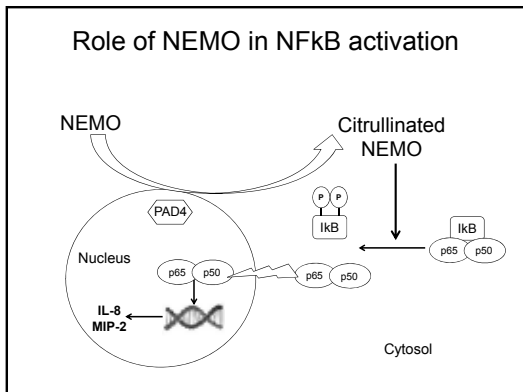 Role of NEMO in NFkB activation
NEMO
Citrullinated
NEMO
PAD4
P P
IkB
IkB
p65 p50
Nucleus
p65 p50
p65 p50
IL-8
MIP-2
Cytosol